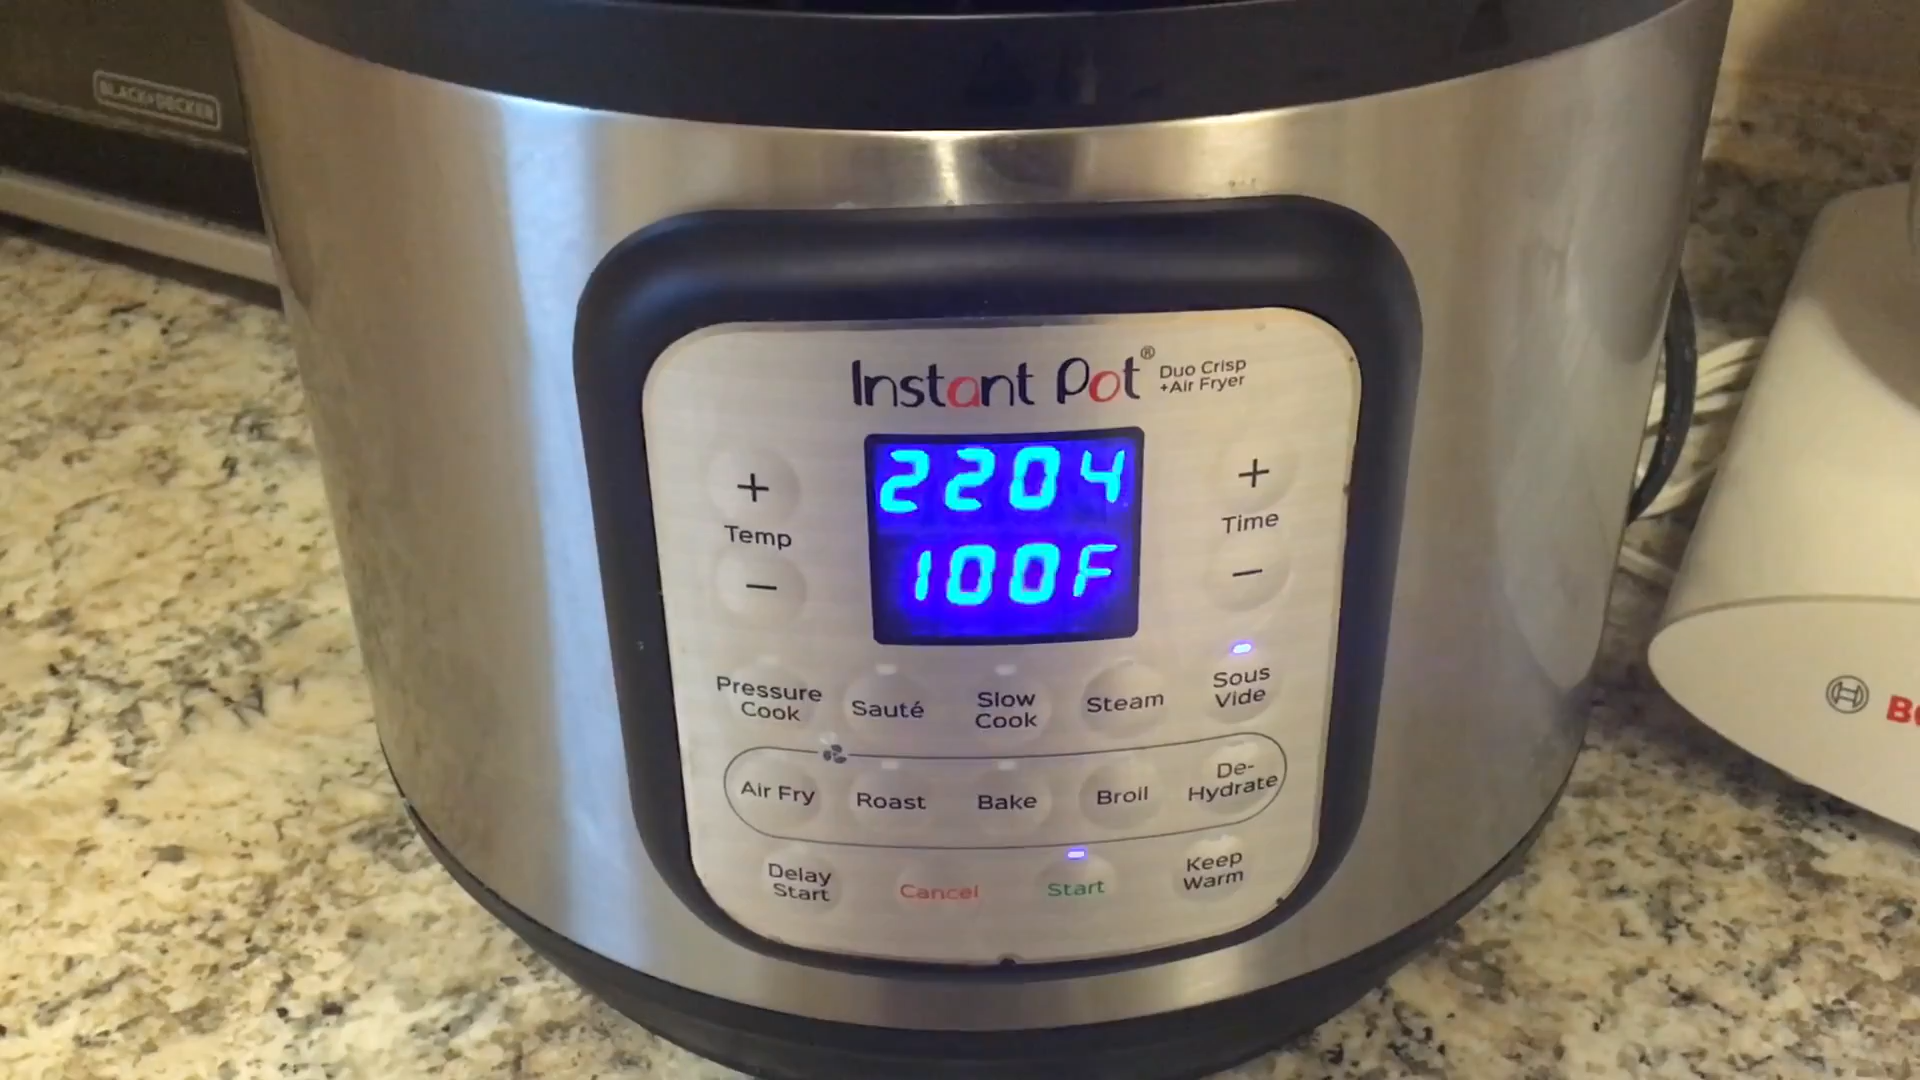 BLACK+DECKER
Instant Pot®
Duo Crisp
+Air Fryer
2204
100F
+
Temp
−
+
Time
−
Pressure
Cook
Sauté
Slow
Cook
Steam
Sous
Vide
Air Fry
Roast
Bake
Broil
De-
Hydrate
Delay
Start
Cancel
Start
Keep
Warm